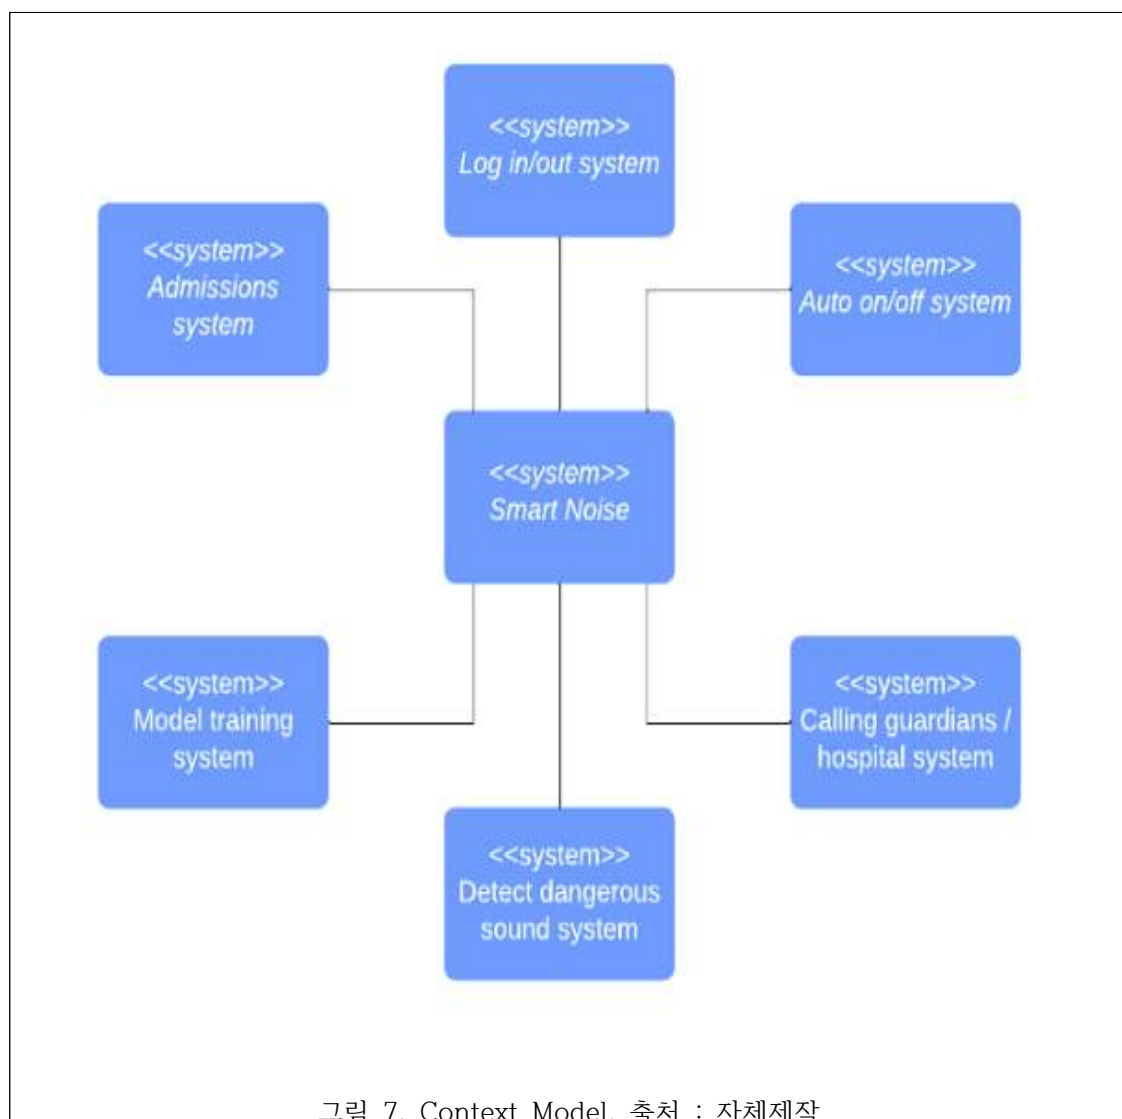 <<system>>
Log in/out system
<<system>>
Admissions
system
<<system>>
Auto on/off system
<<system>>
Smart Noise
<<system>>
Model training
system
<<system>>
Calling guardians /
hospital system
<<system>>
Detect dangerous
sound system
그림 7. Context Model. 출처 : 자체제작